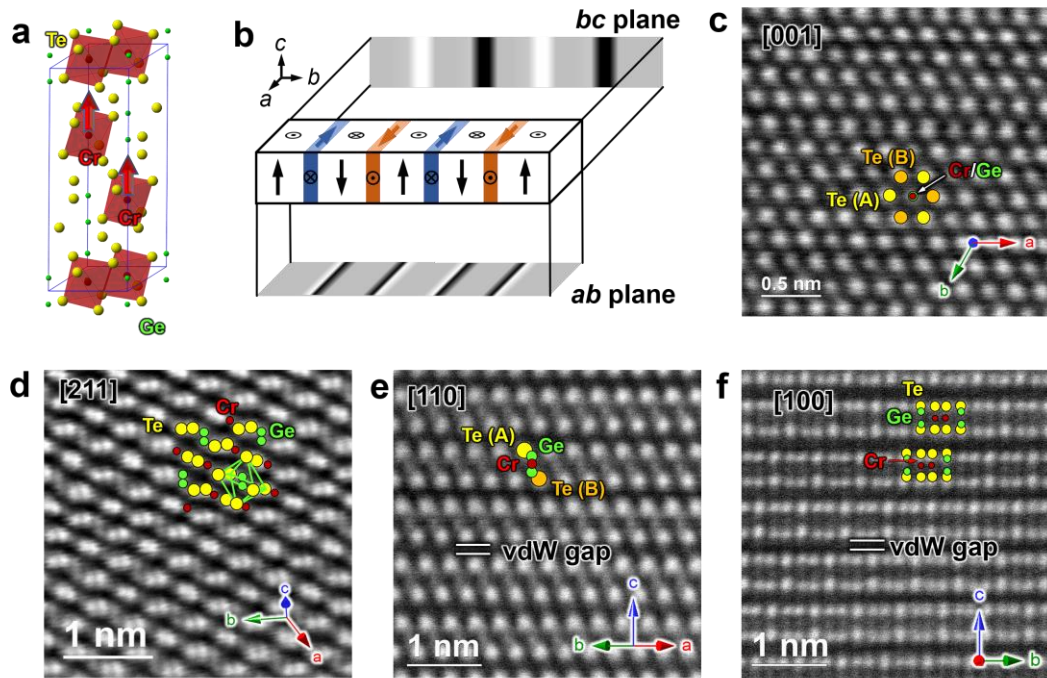 a
Te
Cr
Cr
Ge
b
c
b
a
bc plane
ab plane
c
[001]
Te (B)
Cr/Ge
Te (A)
a
b
0.5 nm
d
[211]
Cr
Te
Ge
c
b
a
1 nm
e
[110]
Te (A)
Ge
Cr
Te (B)
vdW gap
c
b
a
1 nm
f
[100]
Te
Ge
Cr
vdW gap
c
b
1 nm